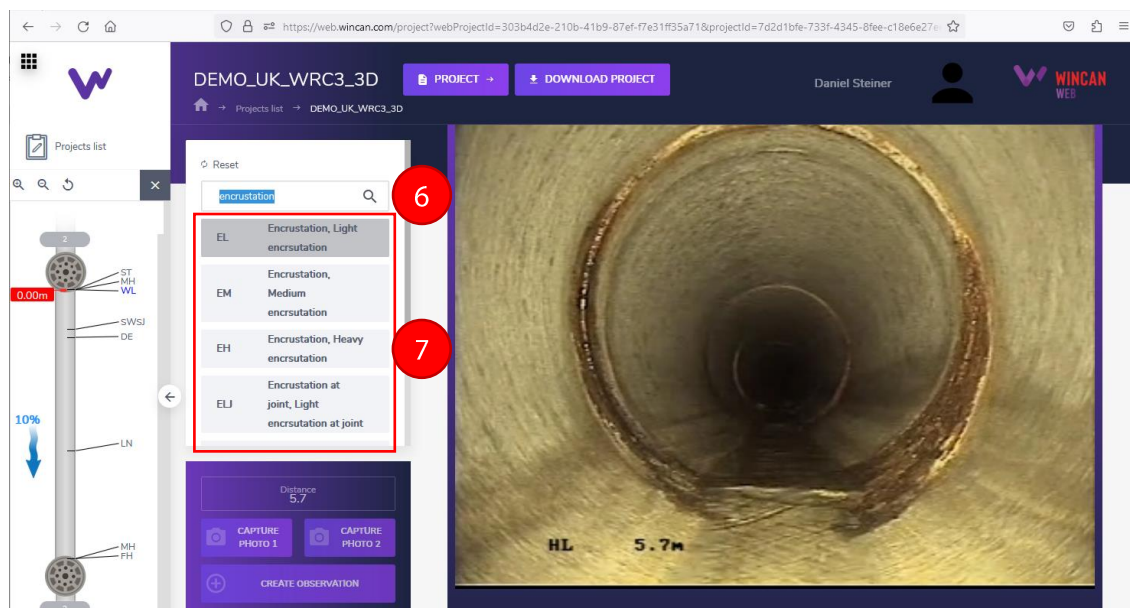 https://web.wincan.com/project?webProjectId=303b4d2e-210b-41b9-87ef-f7e31ff35a71&projectId=7d2d1bfe-733f-4345-8fee-c18e6e27e
DEMO_UK_WRC3_3D
PROJECT →
DOWNLOAD PROJECT
Daniel Steiner
WINCAN
WEB
→ Projects list → DEMO_UK_WRC3_3D
Projects list
Reset
encrustation
6
EL Encrustation, Light
encrsutation
EM Encrustation,
Medium
encrsutation
EH Encrustation, Heavy
encrsutation
7
ELJ Encrustation at
joint, Light
encrsutation at joint
2
ST
MH
WL
0.00m
SWSJ
DE
10%
LN
MH
FH
Distance
5.7
CAPTURE
PHOTO 1
CAPTURE
PHOTO 2
CREATE OBSERVATION
HL 5.7m